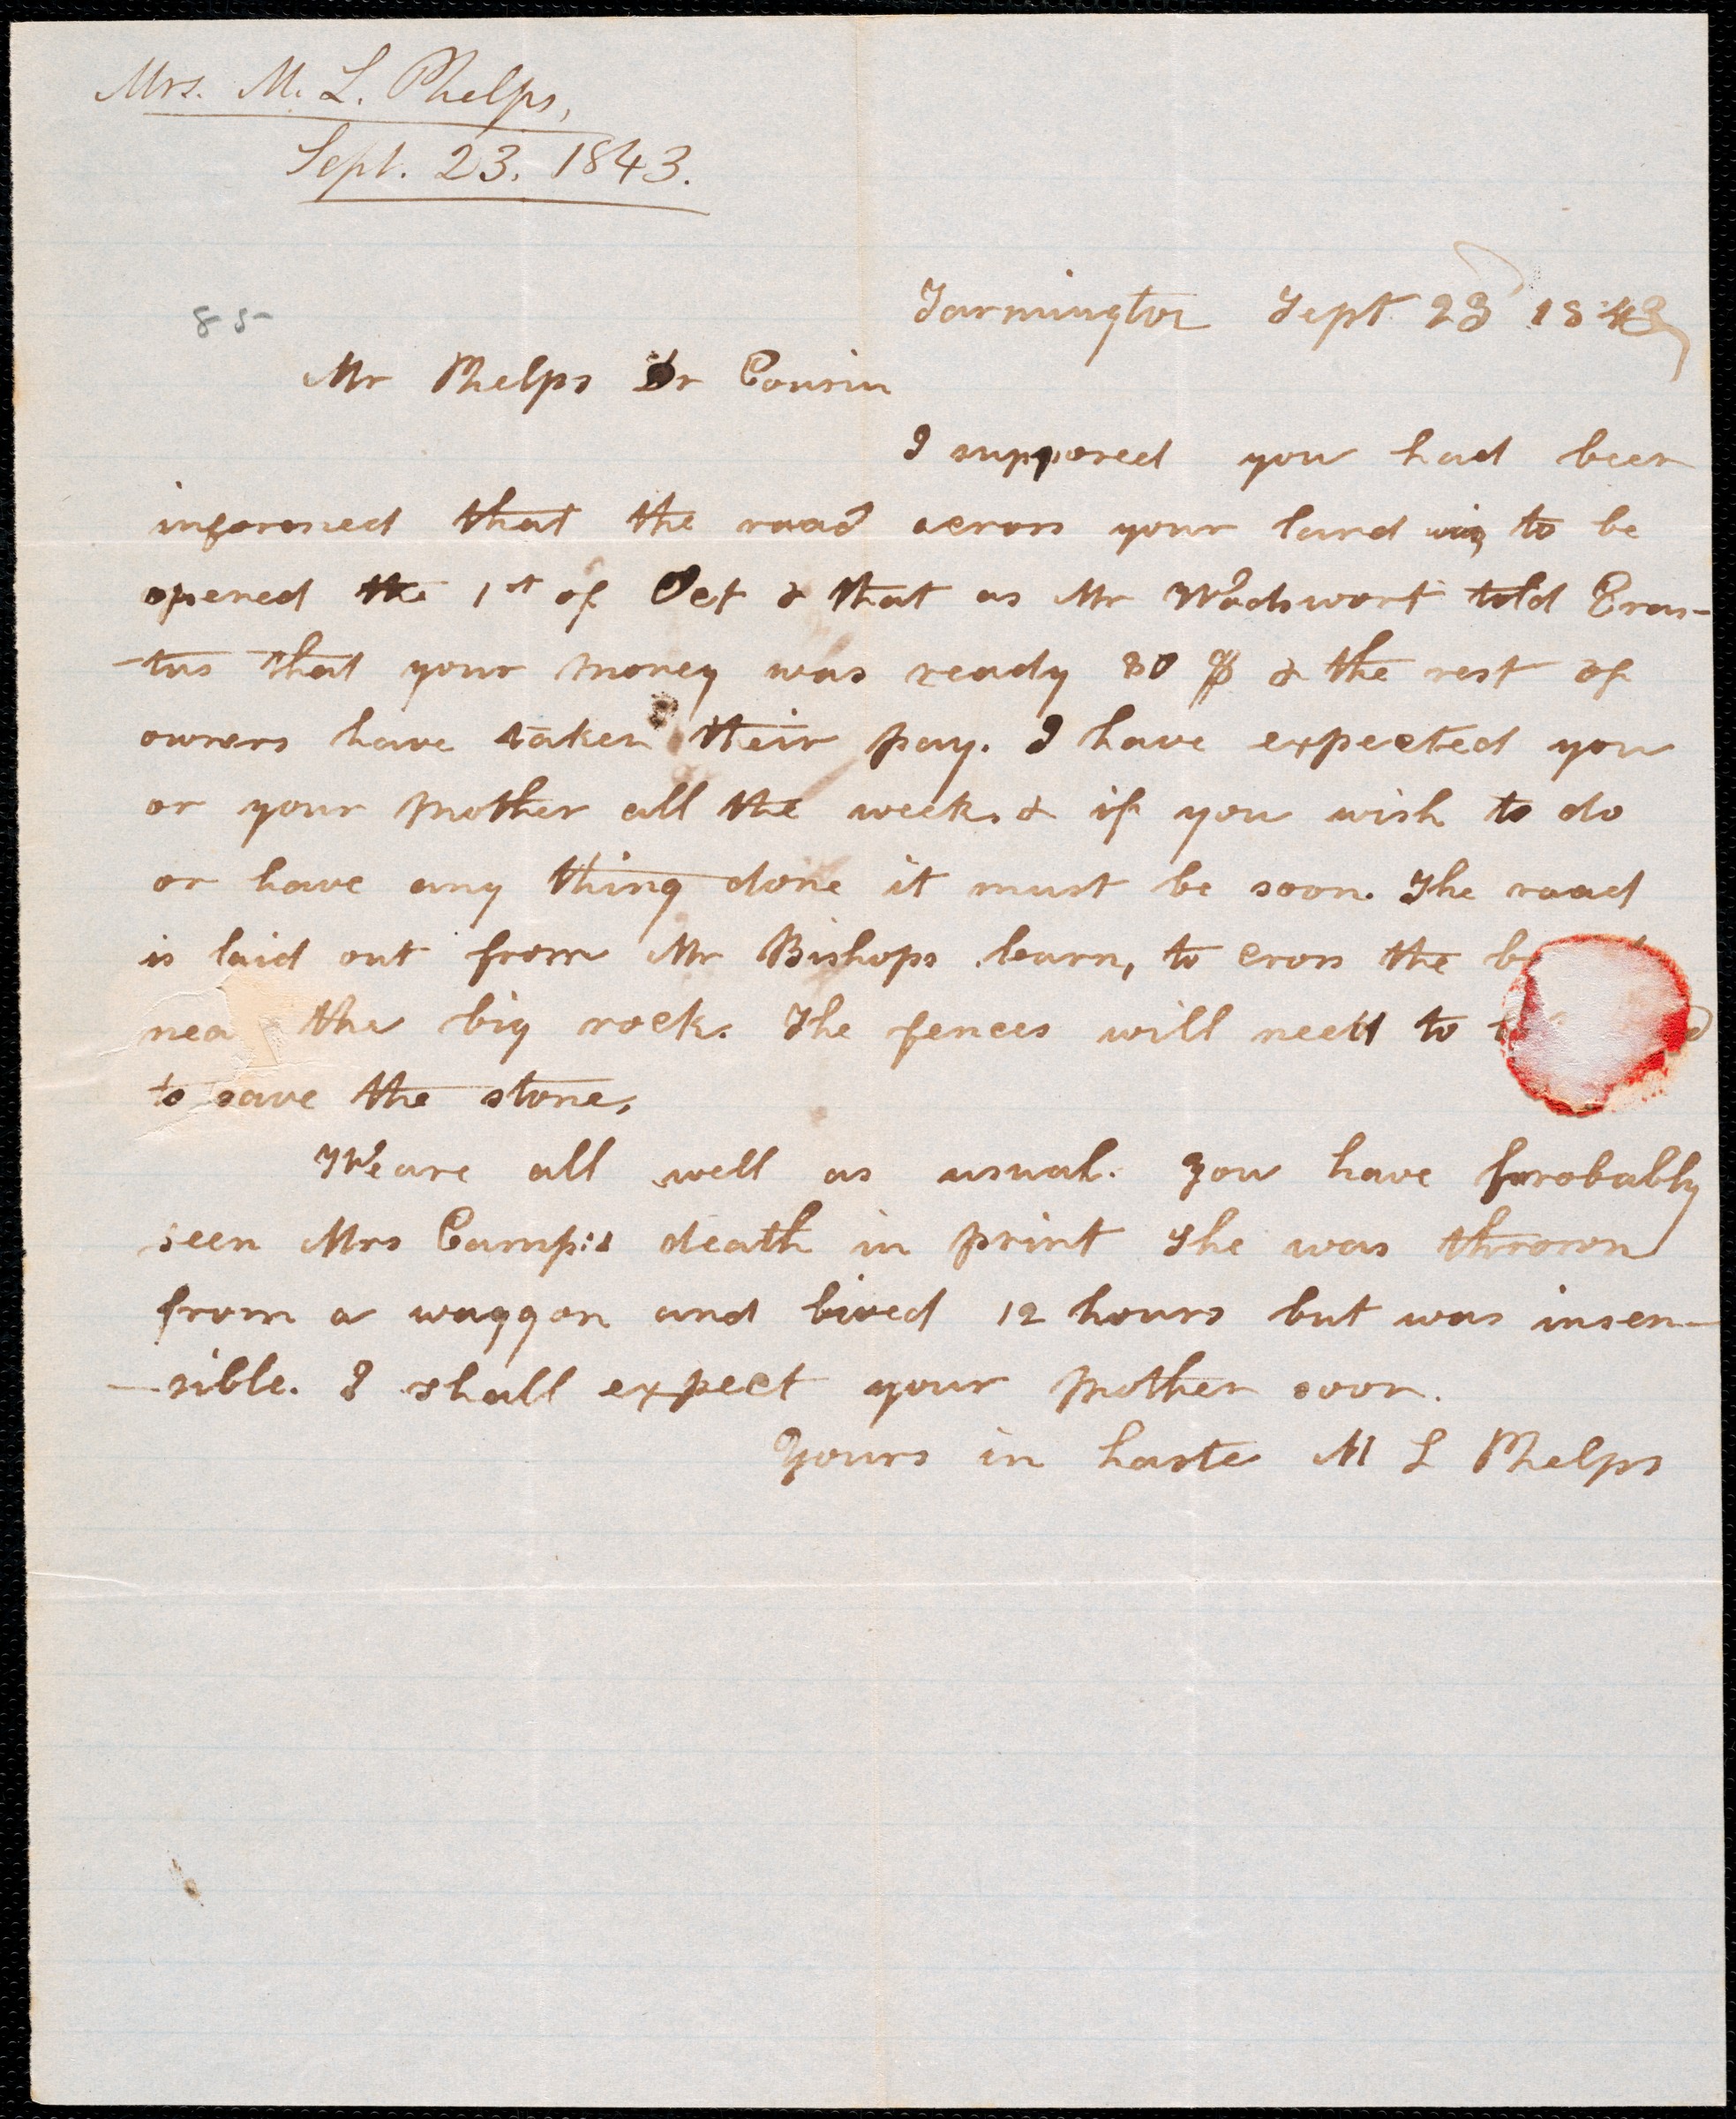 Mrs. M. L. Phelps,
Sept. 23. 1843.
85
Farmington Sept 23 1843
Mr Phelps Dr Cousin
I supposed you had been
informed that the road across your land was to be
opened the 1st of Oct & that as Mr Wadswort told Eras-
-tus that your money was ready 80 $ & the rest of
owners have taken their pay. I have expected you
or your mother all the week. & if you wish to do
or have any thing done it must be soon. The road
is laid out from Mr Bishops barn, to cross the
near the big rock. The fences will need to
to save the stone.
We are all well as usual. You have probably
seen Mrs Camp's death in print She was thrown
from a waggon and lived 12 hours but was insen-
-sible. I shall expect your mother soon.
Yours in haste M L Phelps